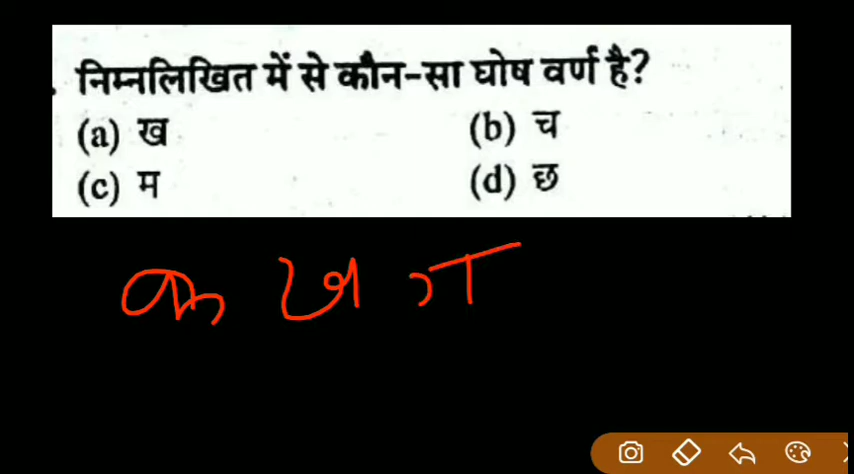 निम्नलिखित में से कौन-सा घोष वर्ण है?
(a) ख (b) च
(c) म (d) छ
क ख ग